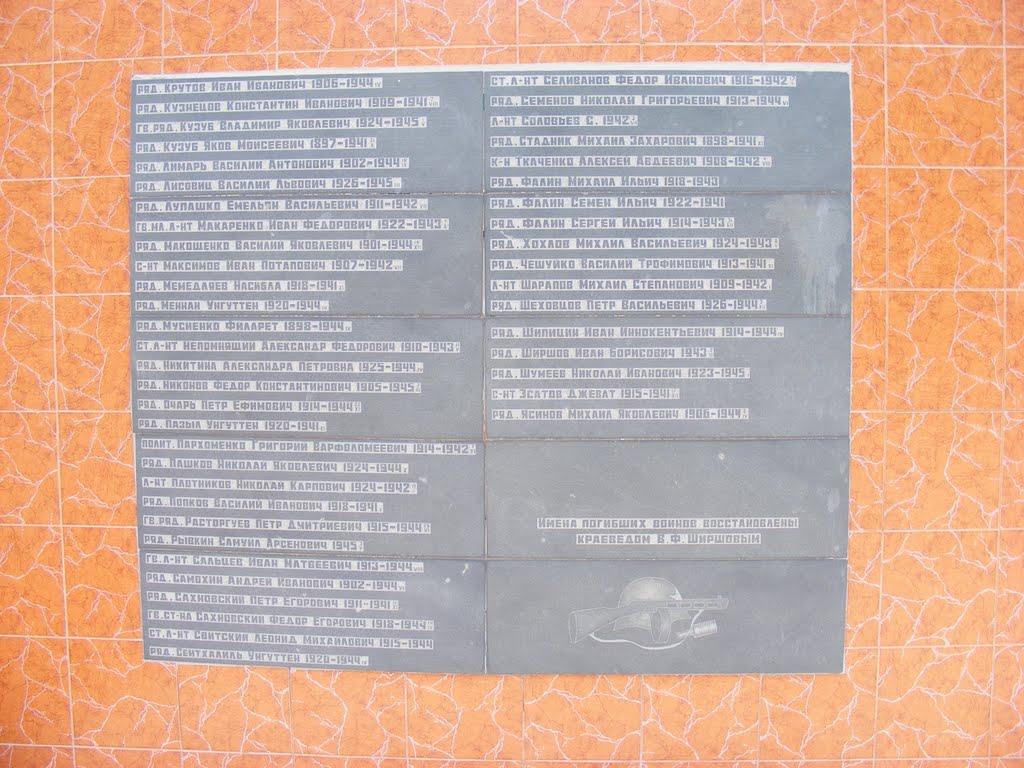 ряд. Крутов Иван Иванович 1906-1944
ряд. Кузнецов Константин Иванович 1909-1941
гв.ряд. Кузуб Владимир Яковлевич 1924-1945
ряд. Кузуб Яков Моисеевич 1897-1941
ряд. Лимарь Василий Антонович 1902-1944
ряд. Лисовиц Василий Львович 1926-1945
ряд. Лупашко Емельян Васильевич 1911-1942
гв.мл.л-нт Макаренко Иван Федорович 1922-1943
ряд. Макощенко Василий Яковлевич 1901-1944
с-нт Максимов Иван Потапович 1907-1942
ряд. Мемедляев 1918-1941
ряд. Меннан Унгуттен 1920-1944
ряд. Мусиенко Филарет 1898-1944
ст.л-нт Непомнящий Александр Федорович 1910-1943
ряд. Никитина Александра Петровна 1925-1944
ряд. Никонов Федор Константинович 1905-1945
ряд. Очарь Петр Ефимович 1914-1944
ряд. Пазыл Унгуттен 1920-1941
полит. Пархоменко Григорий Варфоломеевич 1914-1942
ряд. Пашков Николай Яковлевич 1924-1944
л-нт Плотников Николай Карпович 1924-1942
ряд. Попков Василий Иванович 1918-1941
гв.ряд. Расторгуев Петр Дмитриевич 1915-1944
ряд. Рывкин Самуил Арсенович 1945
гв.л-нт Сальцев Иван Матвеевич 1913-1944
ряд. Самохин Андрей Иванович 1902-1944
ряд. Сахновский Петр Егорович 1911-1941
гв.ст-на Сахновский Федор Егорович 1918-1944
ст.л-нт Свитский Леонид Михайлович 1915-1944
ряд. Сеитхалиль Унгуттен 1920-1944
ст.л-нт Селиванов Федор Иванович 1916-1942
ряд. Семенов Николай Григорьевич 1913-1944
л-нт Соловьев С. 1942
ряд. Стадник Михаил Захарович 1898-1941
к-н Ткаченко Алексей Авдеевич 1908-1942
ряд. Фалин Михаил Ильич 1918-1943
ряд. Фалин Семен Ильич 1922-1941
ряд. Фалин Сергей Ильич 1914-1943
ряд. Хохлов Михаил Васильевич 1924-1943
ряд. Чешуйко Василий Трофимович 1913-1941
л-нт Шарапов Михаил Степанович 1909-1942
ряд. Шеховцов Петр Васильевич 1926-1944
ряд. Шипицин Иван Иннокентьевич 1914-1944
ряд. Ширшов Иван Борисович 1943
ряд. Шумеев Николай Иванович 1923-1945
с-нт Эсатов Джеват 1915-1941
ряд. Ясинов Михаил Яковлевич 1906-1944
Имена погибших воинов восстановлены
краеведом В.Ф. Ширшовым